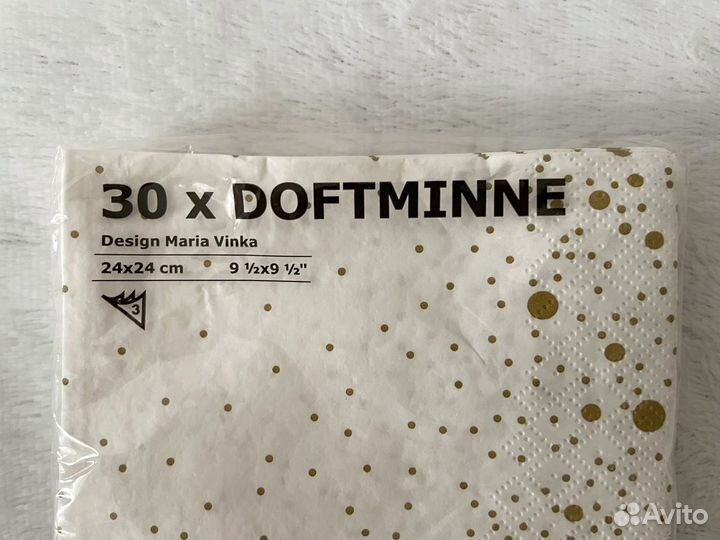 30 x DOFTMINNE
Design Maria Vinka
24x24 cm 9 ½x9 ½"
3
Avito